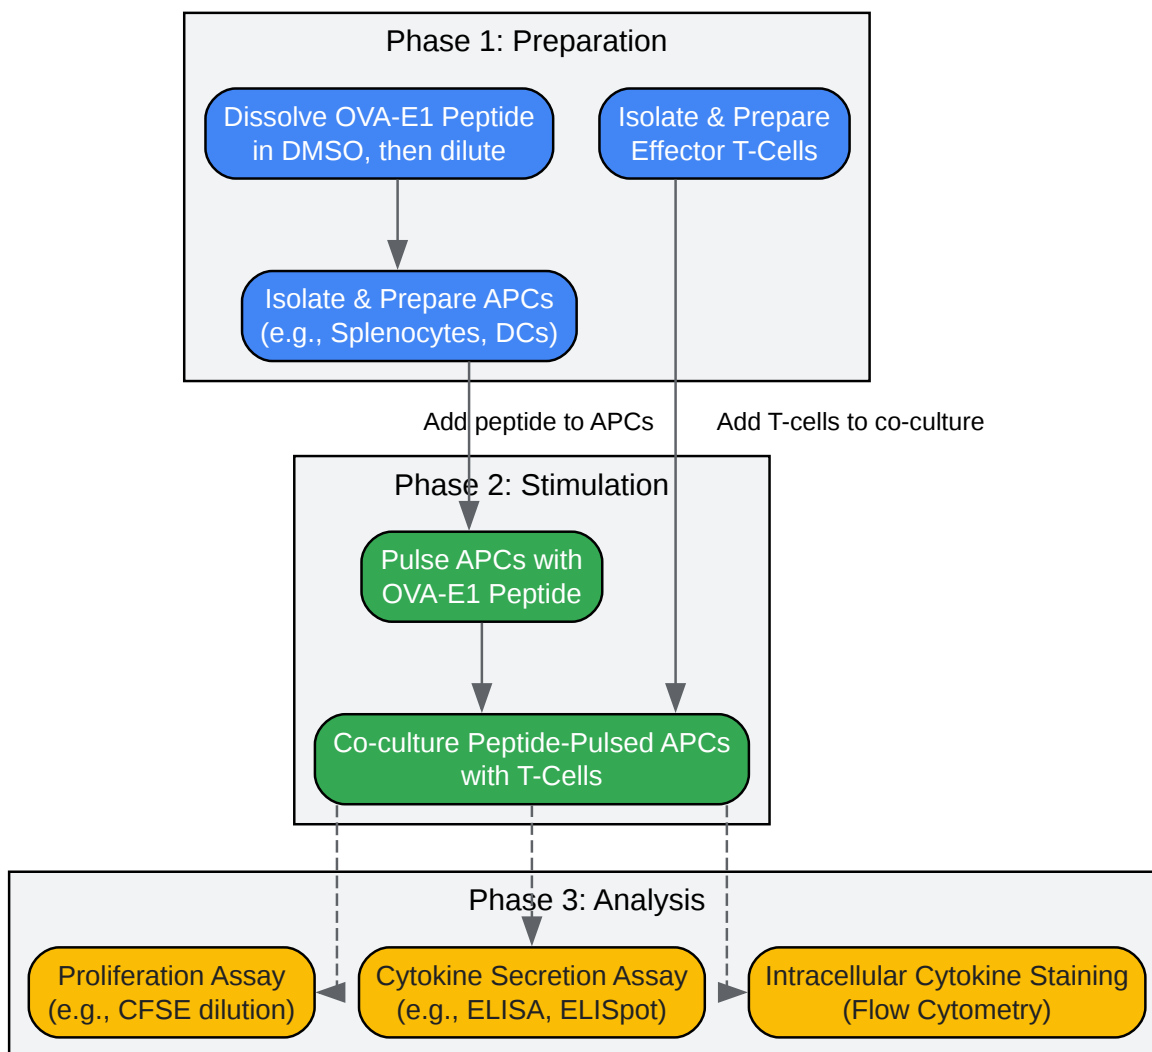 Phase 1: Preparation
Dissolve OVA-E1 Peptide
in DMSO, then dilute
Isolate & Prepare
Effector T-Cells
Isolate & Prepare APCs
(e.g., Splenocytes, DCs)
Add peptide to APCs
Add T-cells to co-culture
Phase 2: Stimulation
Pulse APCs with
OVA-E1 Peptide
Co-culture Peptide-Pulsed APCs
with T-Cells
Phase 3: Analysis
Proliferation Assay
(e.g., CFSE dilution)
Cytokine Secretion Assay
(e.g., ELISA, ELISpot)
Intracellular Cytokine Staining
(Flow Cytometry)